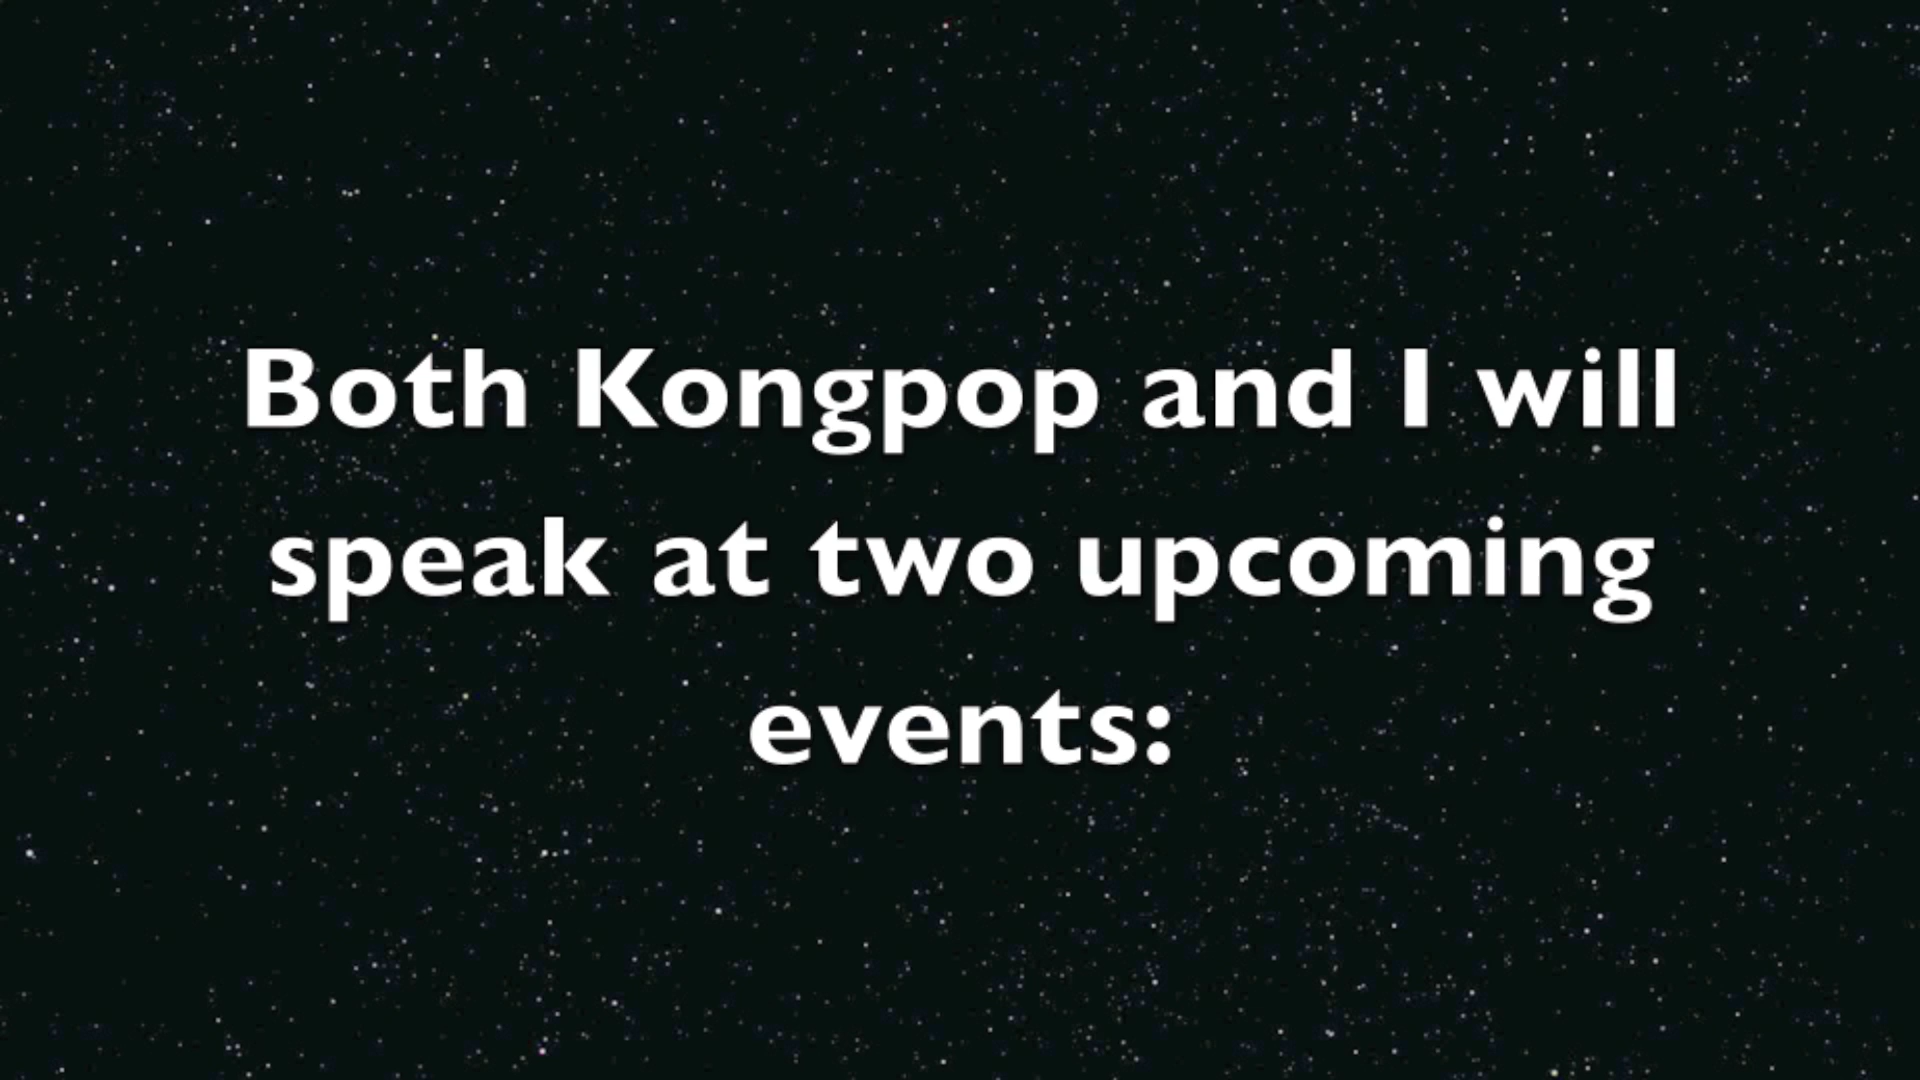 Both Kongpop and I will
speak at two upcoming
events: